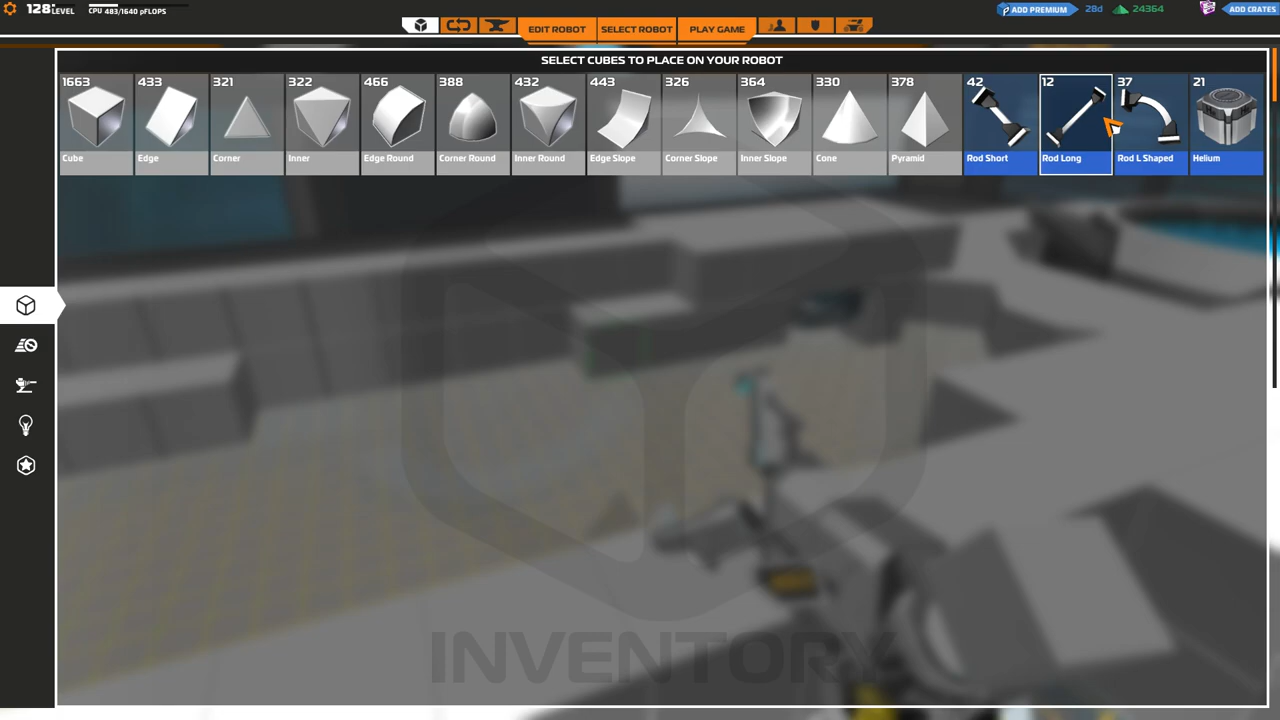 128:LEVEL
CPU 483/1640 pFLOPS
EDIT ROBOT
SELECT ROBOT
PLAY GAME
ADD PREMIUM
28d
24364
ADD CRATES
SELECT CUBES TO PLACE ON YOUR ROBOT
1663
433
321
322
466
388
432
443
326
364
330
378
42
12
37
21
Cube
Edge
Corner
Inner
Edge Round
Corner Round
Inner Round
Edge Slope
Corner Slope
Inner Slope
Cone
Pyramid
Rod Short
Rod Long
Rod L Shaped
Helium
INVENTORY